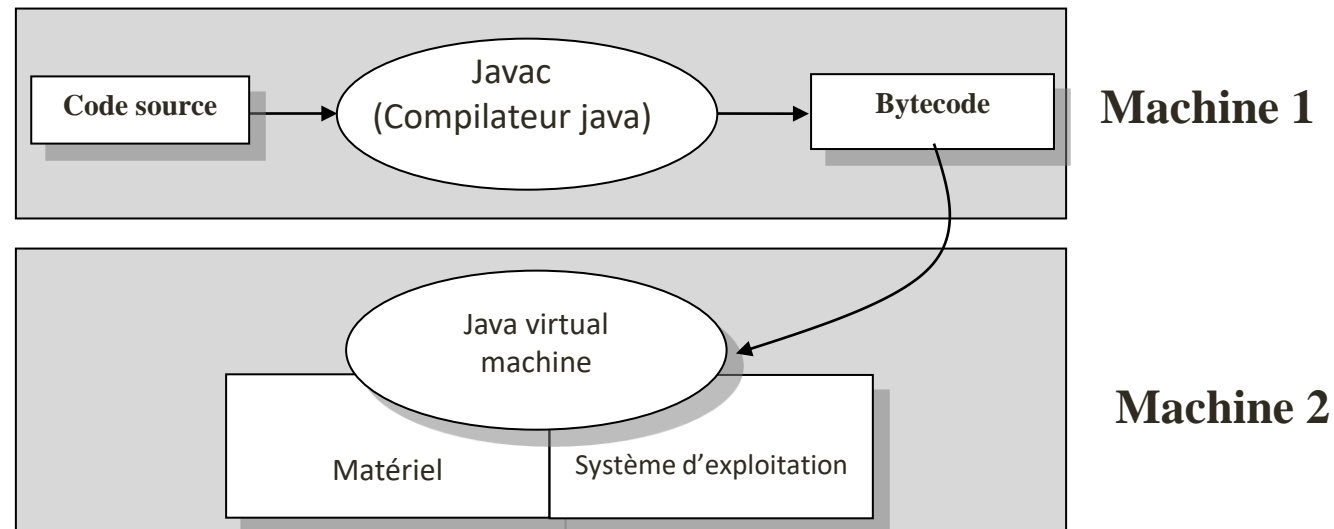 Code source
Javac
(Compilateur java)
Bytecode
Machine 1
Java virtual
machine
Matériel
Système d'exploitation
Machine 2